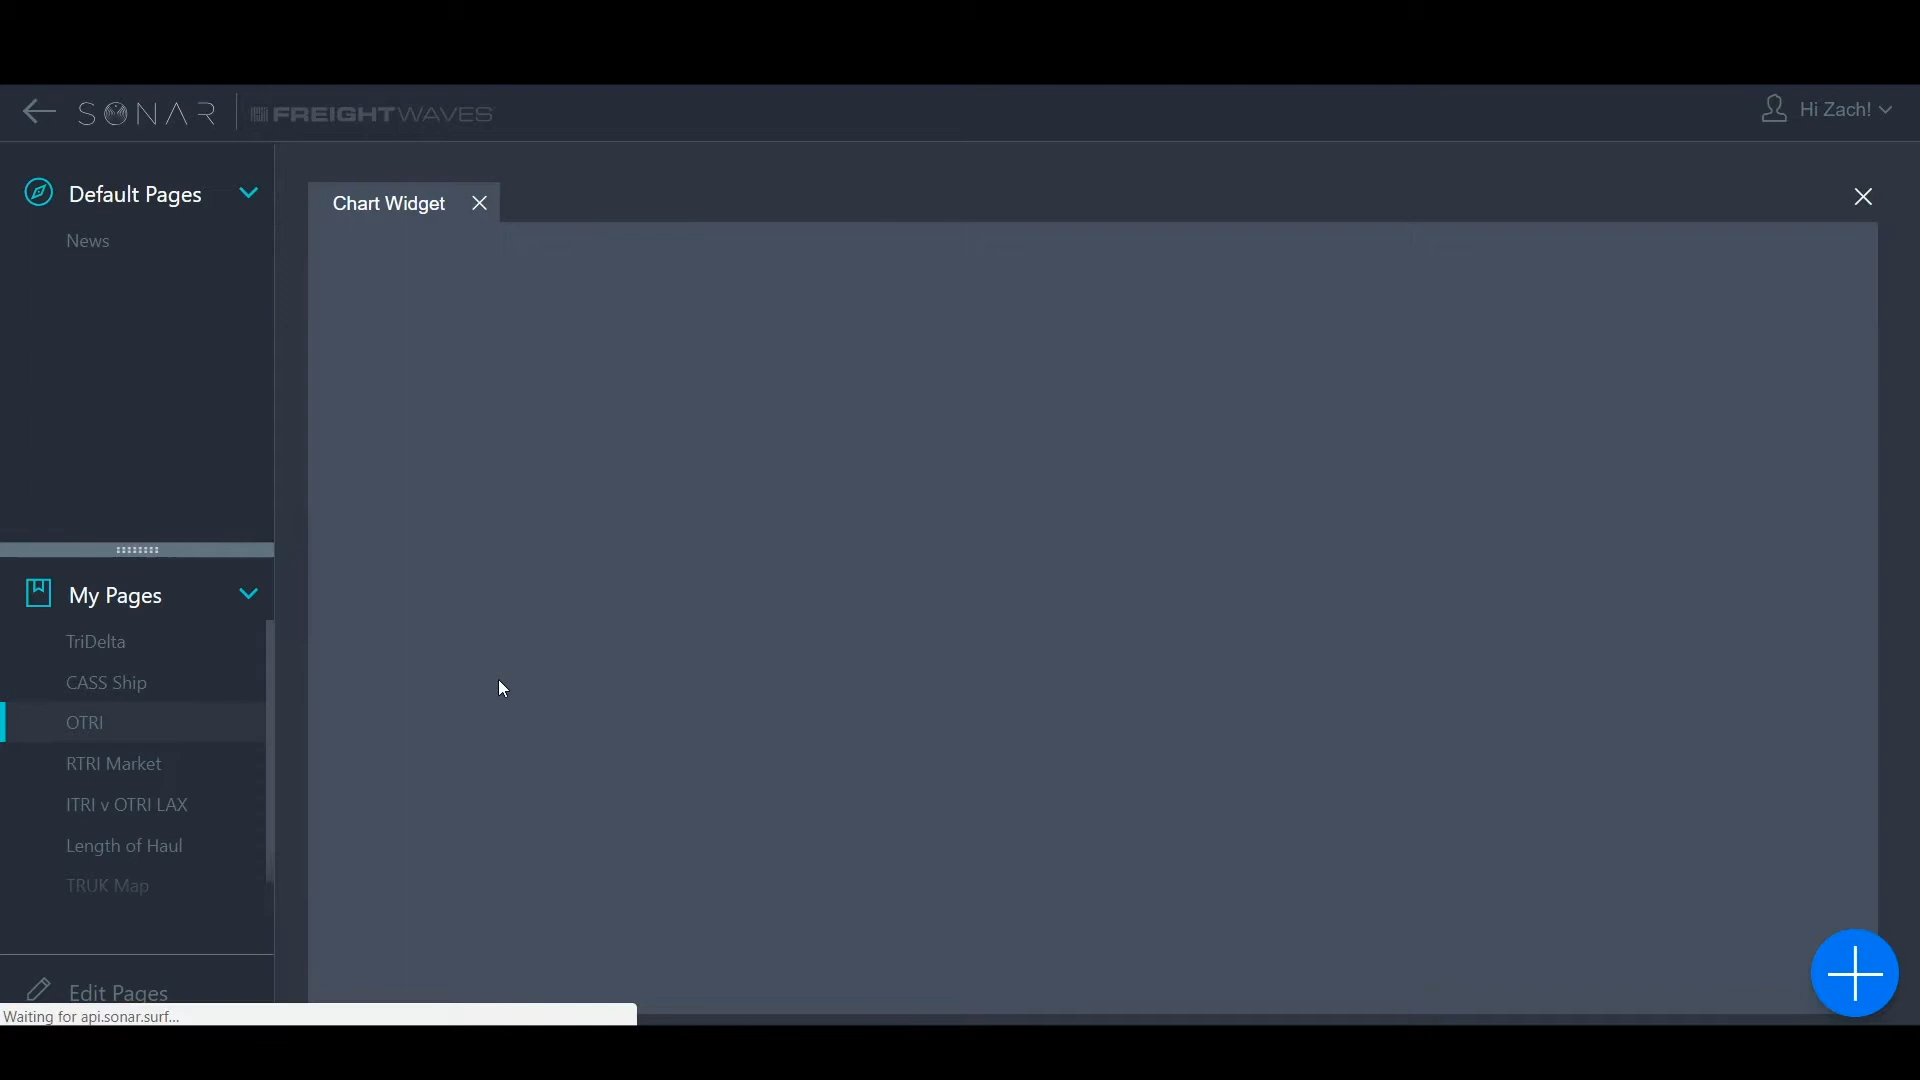 SONAR
FREIGHTWAVES
Hi Zach!
Default Pages
News
Chart Widget
My Pages
TriDelta
CASS Ship
OTRI
RTRI Market
ITRI v OTRI LAX
Length of Haul
TRUK Map
Edit Pages
Waiting for api.sonar.surf...